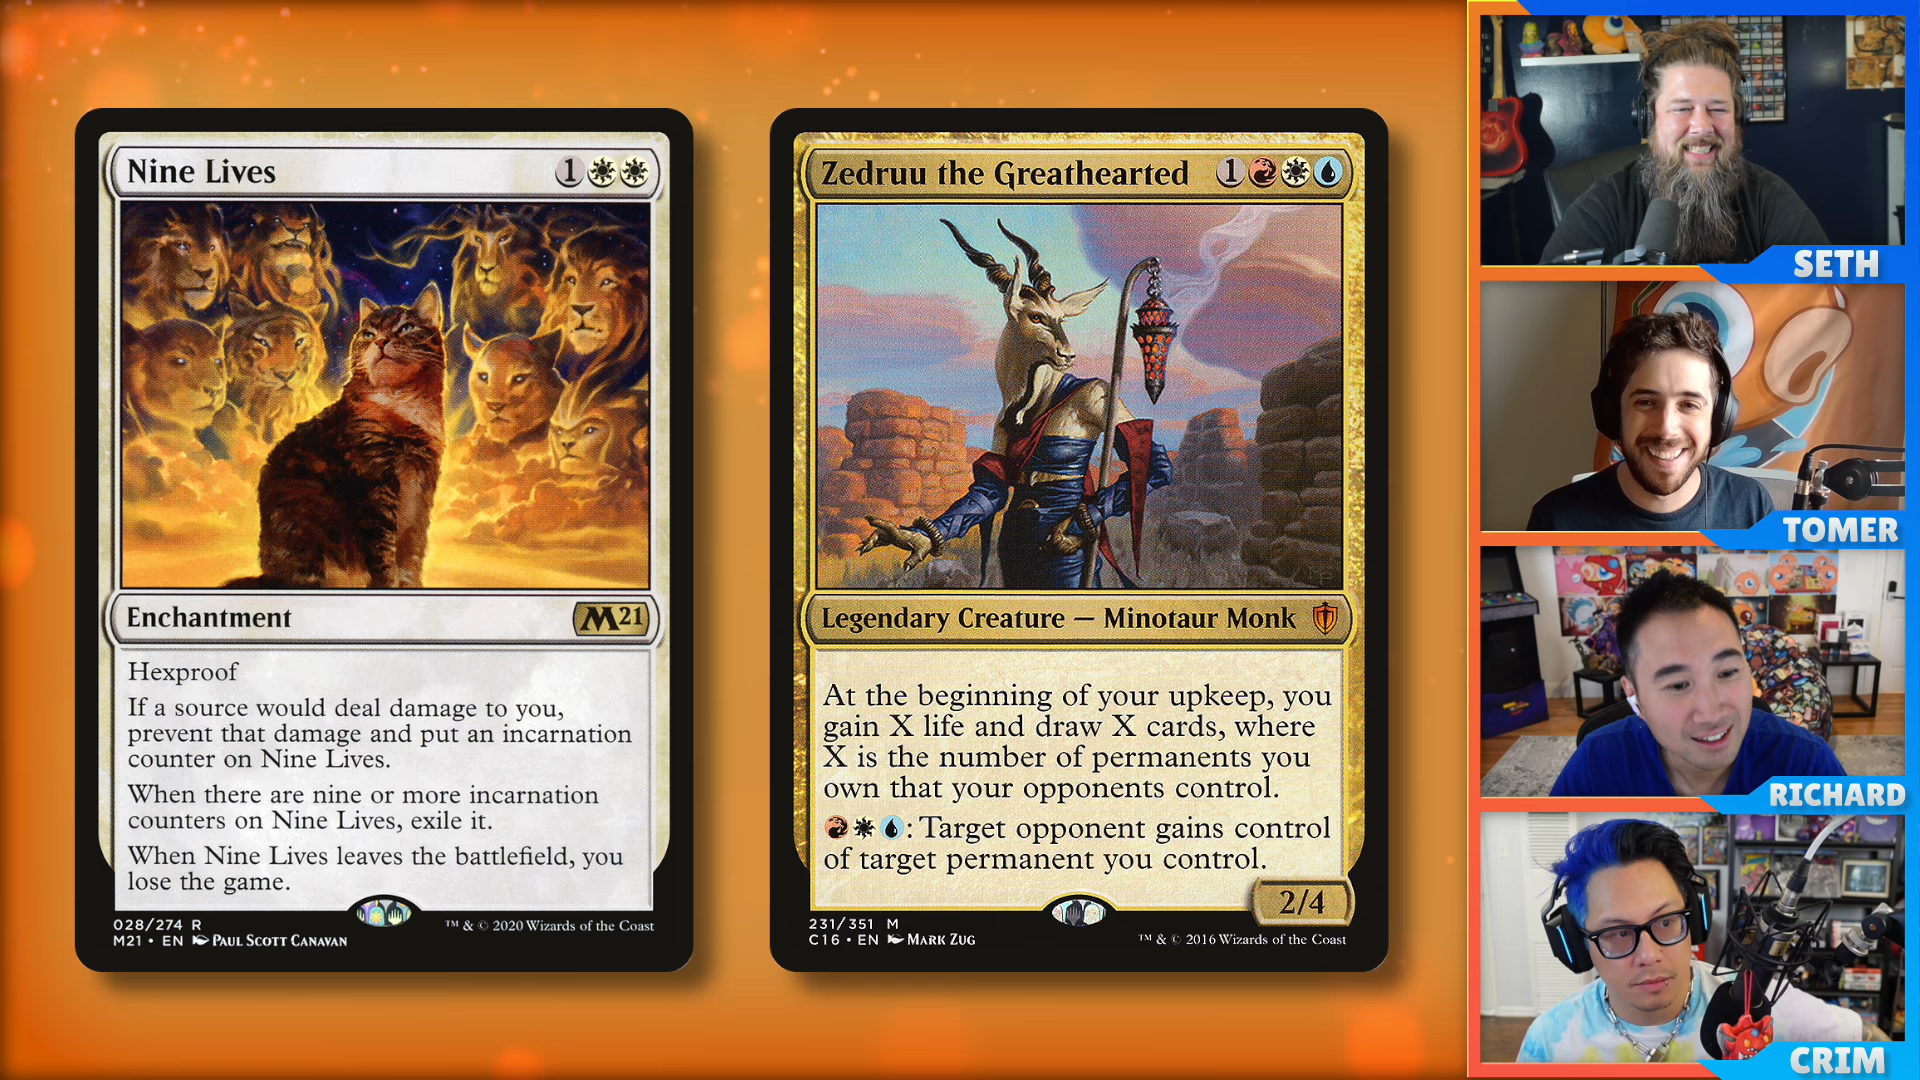 Nine Lives 1
Enchantment M21
Hexproof
If a source would deal damage to you,
prevent that damage and put an incarnation
counter on Nine Lives.
When there are nine or more incarnation
counters on Nine Lives, exile it.
When Nine Lives leaves the battlefield, you
lose the game.
028/274 R
M21 • EN PAUL SCOTT CANAVAN
™ & © 2020 Wizards of the Coast
Zedruu the Greathearted 1
Legendary Creature — Minotaur Monk
At the beginning of your upkeep, you
gain X life and draw X cards, where
X is the number of permanents you
own that your opponents control.
: Target opponent gains control
of target permanent you control.
2/4
231/351 M
C16 • EN MARK ZUG
™ & © 2016 Wizards of the Coast
SETH
TOMER
RICHARD
CRIM